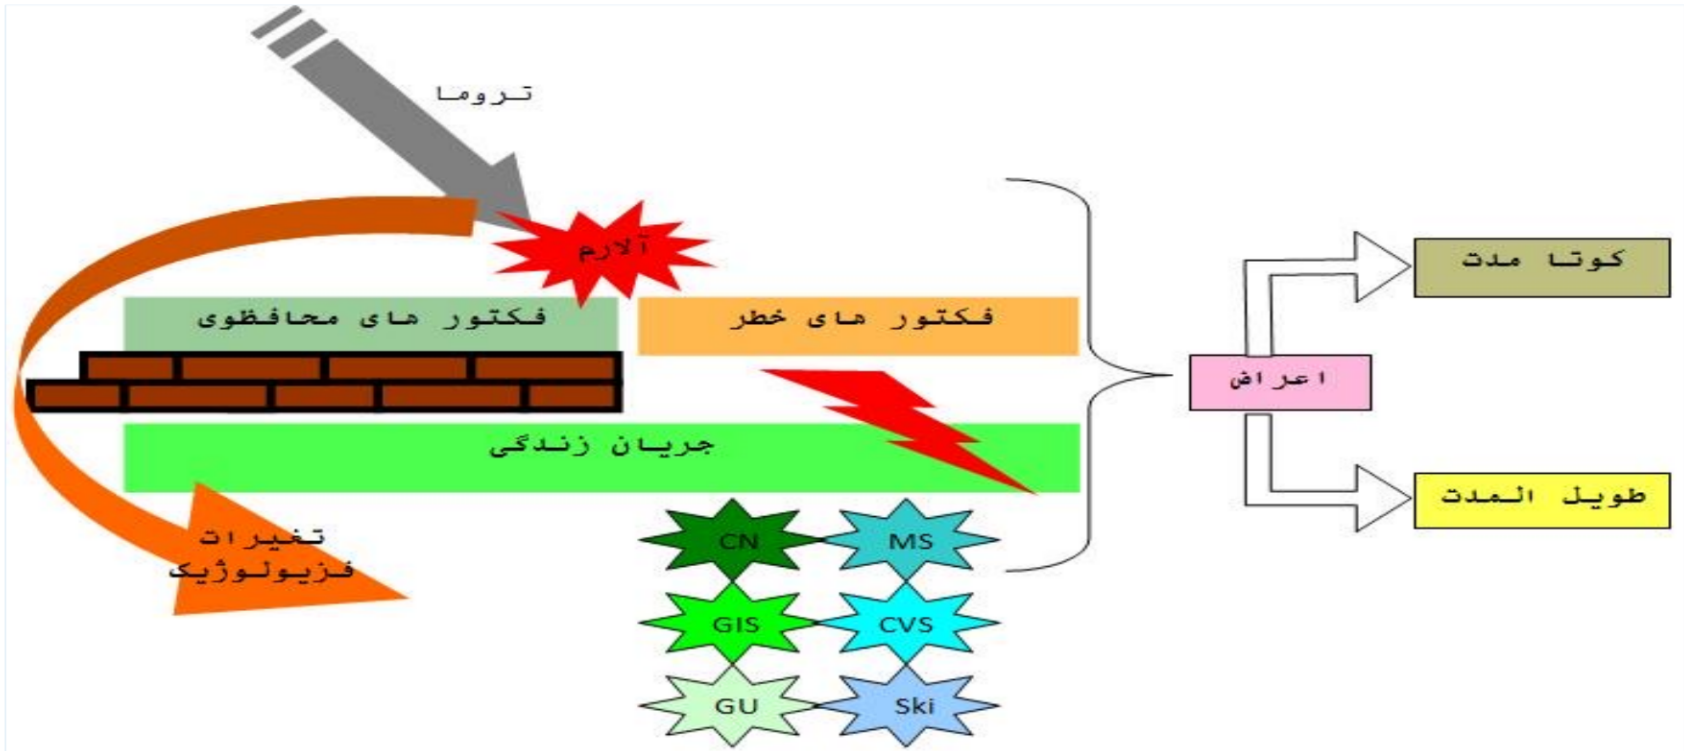 تروما
آلارم
فکتور های محافظوی
فکتور های خطر
جریان زندگی
تغیرات
فزیولوژیک
CN
MS
GIS
CVS
GU
Ski
اعراض
کوتا مدت
طویل المدت